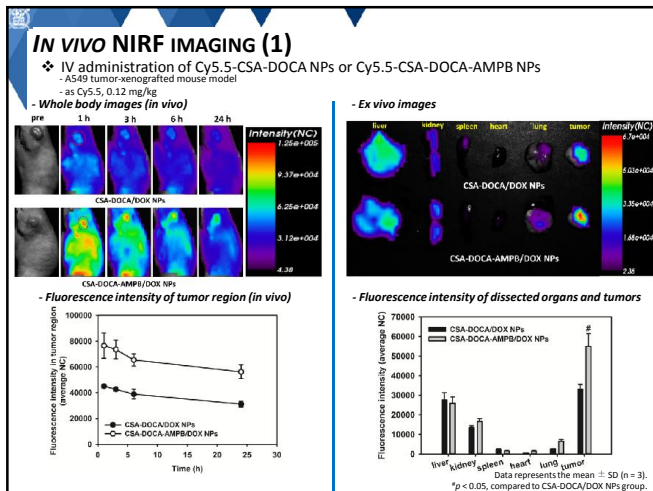 IN VIVO NIRF IMAGING (1)
❖ IV administration of Cy5.5-CSA-DOCA NPs or Cy5.5-CSA-DOCA-AMPB NPs
- A549 tumor-xenografted mouse model
- as Cy5.5, 0.12 mg/kg
- Whole body images (in vivo)
pre 1 h 3 h 6 h 24 h
Intensity(NC)
1.25e+005
9.37e+004
6.25e+004
3.12e+004
4.38
CSA-DOCA/DOX NPs
CSA-DOCA-AMPB/DOX NPs
- Fluorescence intensity of tumor region (in vivo)
Fluorescence intensity in tumor region
(average NC)
100000
80000
60000
40000
20000
0
CSA-DOCA/DOX NPs
CSA-DOCA-AMPB/DOX NPs
0 5 10 15 20 25 30
Time (h)
- Ex vivo images
liver kidney spleen heart lung tumor
Intensity(NC)
6.7e+004
5.03e+004
3.35e+004
1.68e+004
2.38
CSA-DOCA/DOX NPs
CSA-DOCA-AMPB/DOX NPs
- Fluorescence intensity of dissected organs and tumors
Fluorescence intensity (average NC)
70000
60000
50000
40000
30000
20000
10000
0
CSA-DOCA/DOX NPs
CSA-DOCA-AMPB/DOX NPs
#
liver kidney spleen heart lung tumor
Data represents the mean ± SD (n = 3).
#p < 0.05, compared to CSA-DOCA/DOX NPs group.